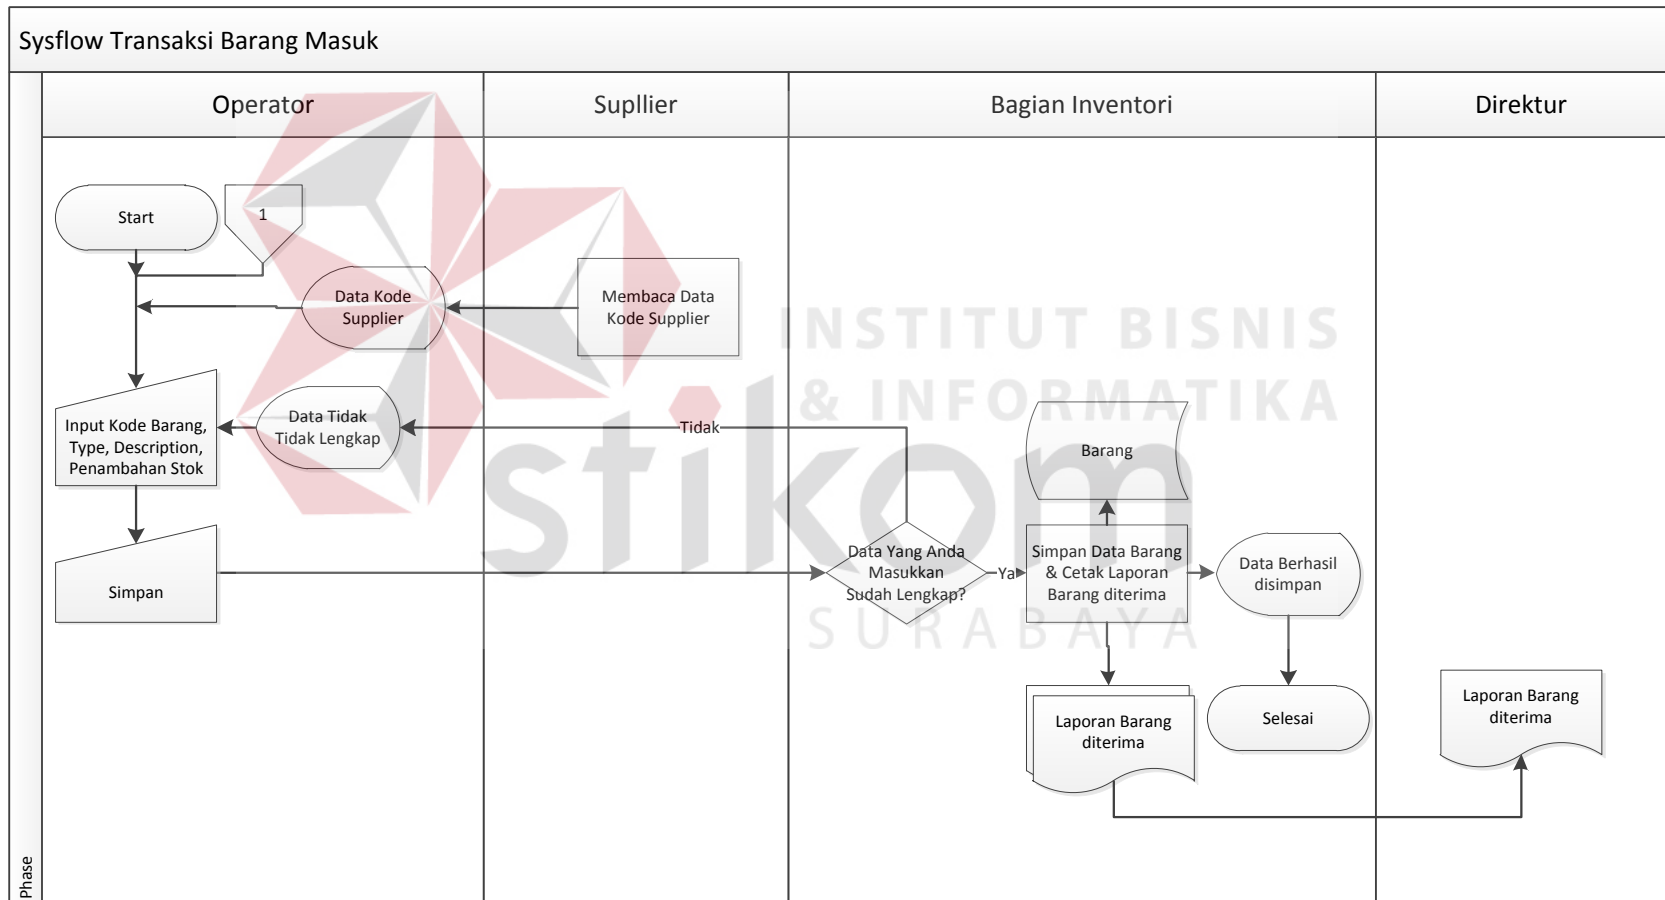 Sysflow Transaksi Barang Masuk
Operator
Supllier
Bagian Inventori
Direktur
Start
1
Data Kode
Supplier
Membaca Data
Kode Supplier
INSTITUT BISNIS
& INFORMATIKA
Input Kode Barang,
Type, Description,
Penambahan Stok
Data Tidak
Tidak Lengkap
Tidak
Barang
stikom
Simpan
Data Yang Anda
Masukkan
Sudah Lengkap?
Ya
Simpan Data Barang
& Cetak Laporan
Barang diterima
Data Berhasil
disimpan
SURABAYA
Laporan Barang
diterima
Selesai
Laporan Barang
diterima
Phase